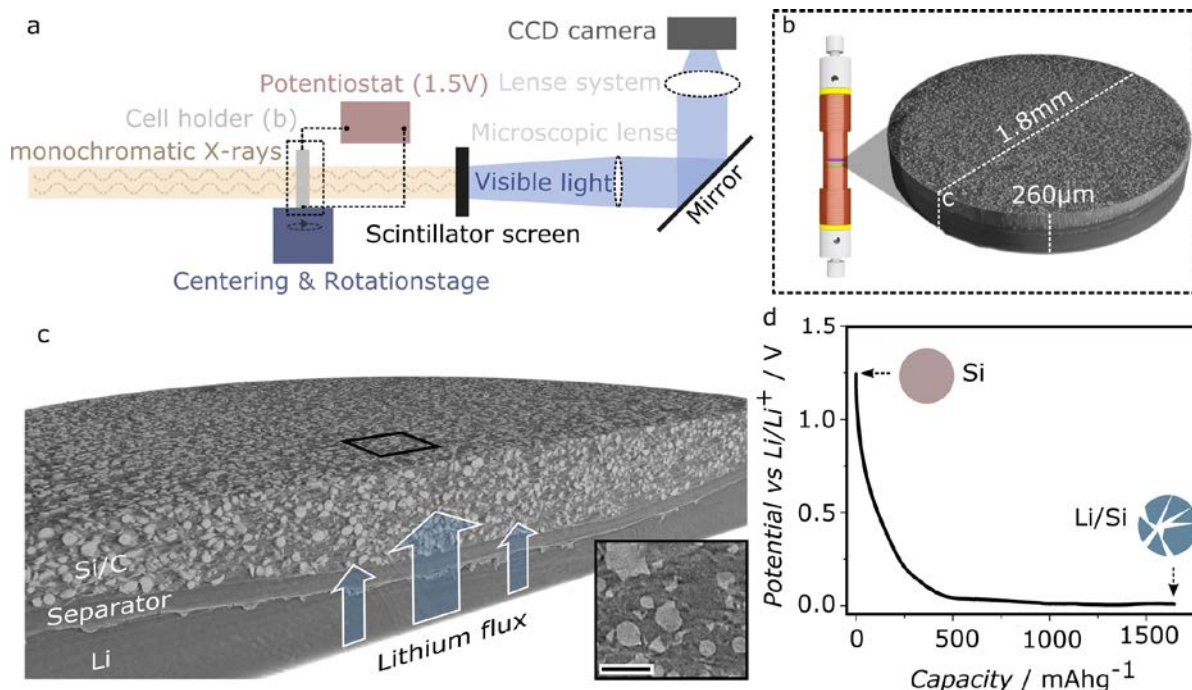 a
CCD camera
Potentiostat (1.5V)
Lense system
Cell holder (b)
Microscopic lense
monochromatic X-rays
Visible light
Mirror
Scintillator screen
Centering & Rotationstage
b
1.8mm
c
260µm
c
Si/C
Separator
Li
Lithium flux
d
Potential vs Li/Li⁺ / V
1.5
1.0
0.5
0.0
Si
Li/Si
0
500
1000
1500
Capacity / mAhg⁻¹